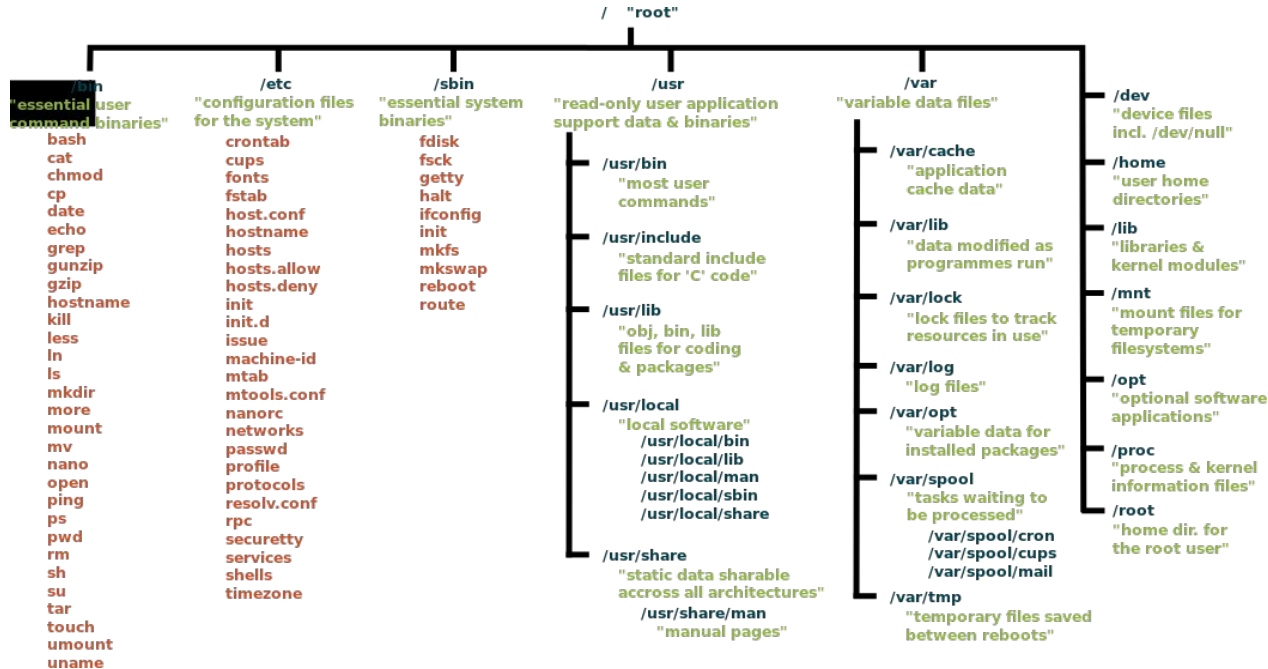 / "root"
/bin
"essential user
command binaries"
bash
cat
chmod
cp
date
echo
grep
gunzip
gzip
hostname
kill
less
ln
ls
mkdir
more
mount
mv
nano
open
ping
ps
pwd
rm
sh
su
tar
touch
umount
uname
/etc
"configuration files
for the system"
crontab
cups
fonts
fstab
host.conf
hostname
hosts
hosts.allow
hosts.deny
init
init.d
issue
machine-id
mtab
mtools.conf
nanorc
networks
passwd
profile
protocols
resolv.conf
rpc
securetty
services
shells
timezone
/sbin
"essential system
binaries"
fdisk
fsck
getty
halt
ifconfig
init
mkfs
mkswap
reboot
route
/usr
"read-only user application
support data & binaries"
/usr/bin
"most user
commands"
/usr/include
"standard include
files for 'C' code"
/usr/lib
"obj, bin, lib
files for coding
& packages"
/usr/local
"local software"
/usr/local/bin
/usr/local/lib
/usr/local/man
/usr/local/sbin
/usr/local/share
/usr/share
"static data sharable
accross all architectures"
/usr/share/man
"manual pages"
/var
"variable data files"
/var/cache
"application
cache data"
/var/lib
"data modified as
programmes run"
/var/lock
"lock files to track
resources in use"
/var/log
"log files"
/var/opt
"variable data for
installed packages"
/var/spool
"tasks waiting to
be processed"
/var/spool/cron
/var/spool/cups
/var/spool/mail
/var/tmp
"temporary files saved
between reboots"
/dev
"device files
incl. /dev/null"
/home
"user home
directories"
/lib
"libraries &
kernel modules"
/mnt
"mount files for
temporary
filesystems"
/opt
"optional software
applications"
/proc
"process & kernel
information files"
/root
"home dir. for
the root user"